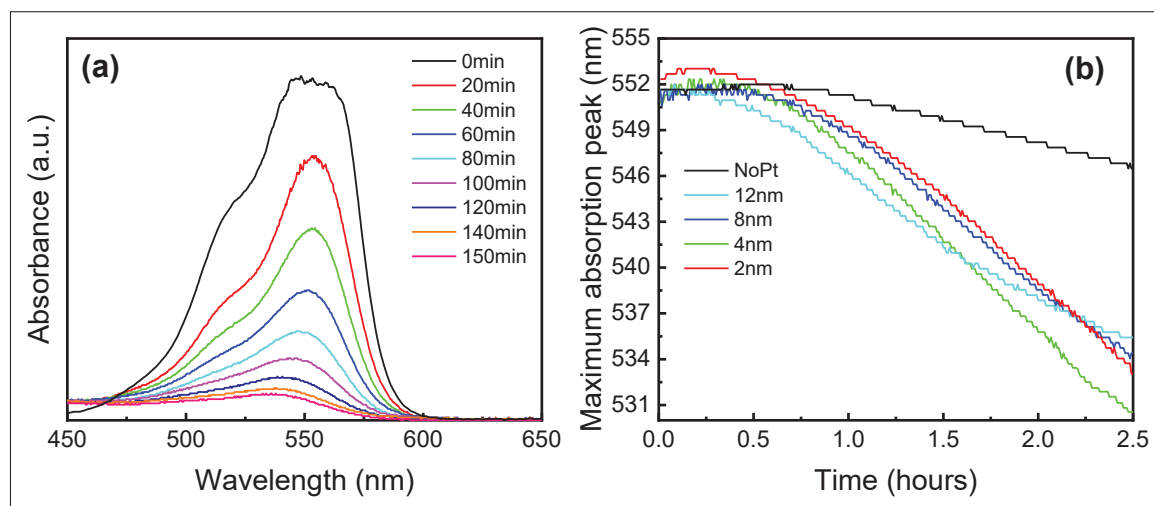 (a)
0min
20min
40min
60min
80min
100min
120min
140min
150min
Absorbance (a.u.)
450 500 550 600 650
Wavelength (nm)
(b)
555
552
549
546
543
540
537
534
531
Maximum absorption peak (nm)
NoPt
12nm
8nm
4nm
2nm
0.0 0.5 1.0 1.5 2.0 2.5
Time (hours)